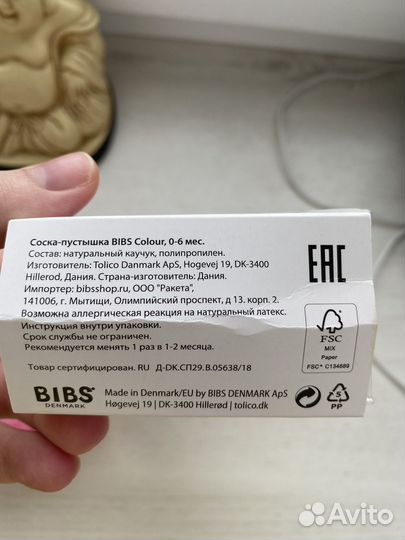 Соска-пустышка BIBS Colour, 0-6 мес.
Состав: натуральный каучук, полипропилен.
Изготовитель: Tolico Danmark ApS, Hogevej 19, DK-3400
Hillerod, Дания. Страна-изготовитель: Дания.
Импортер: bibsshop.ru, ООО "Ракета",
141006, г. Мытищи, Олимпийский проспект, д 13. корп. 2.
Возможна аллергическая реакция на натуральный латекс.
Инструкция внутри упаковки.
Срок службы не ограничен.
Рекомендуется менять 1 раз в 1-2 месяца.
Товар сертифицирован. RU Д-DK.СП29.В.05638/18
EAC
FSC
MIX
Paper
FSC® C134689
BIBS®
DENMARK
Made in Denmark/EU by BIBS DENMARK ApS
Høgevej 19 | DK-3400 Hillerød | tolico.dk
5
PP
Avito